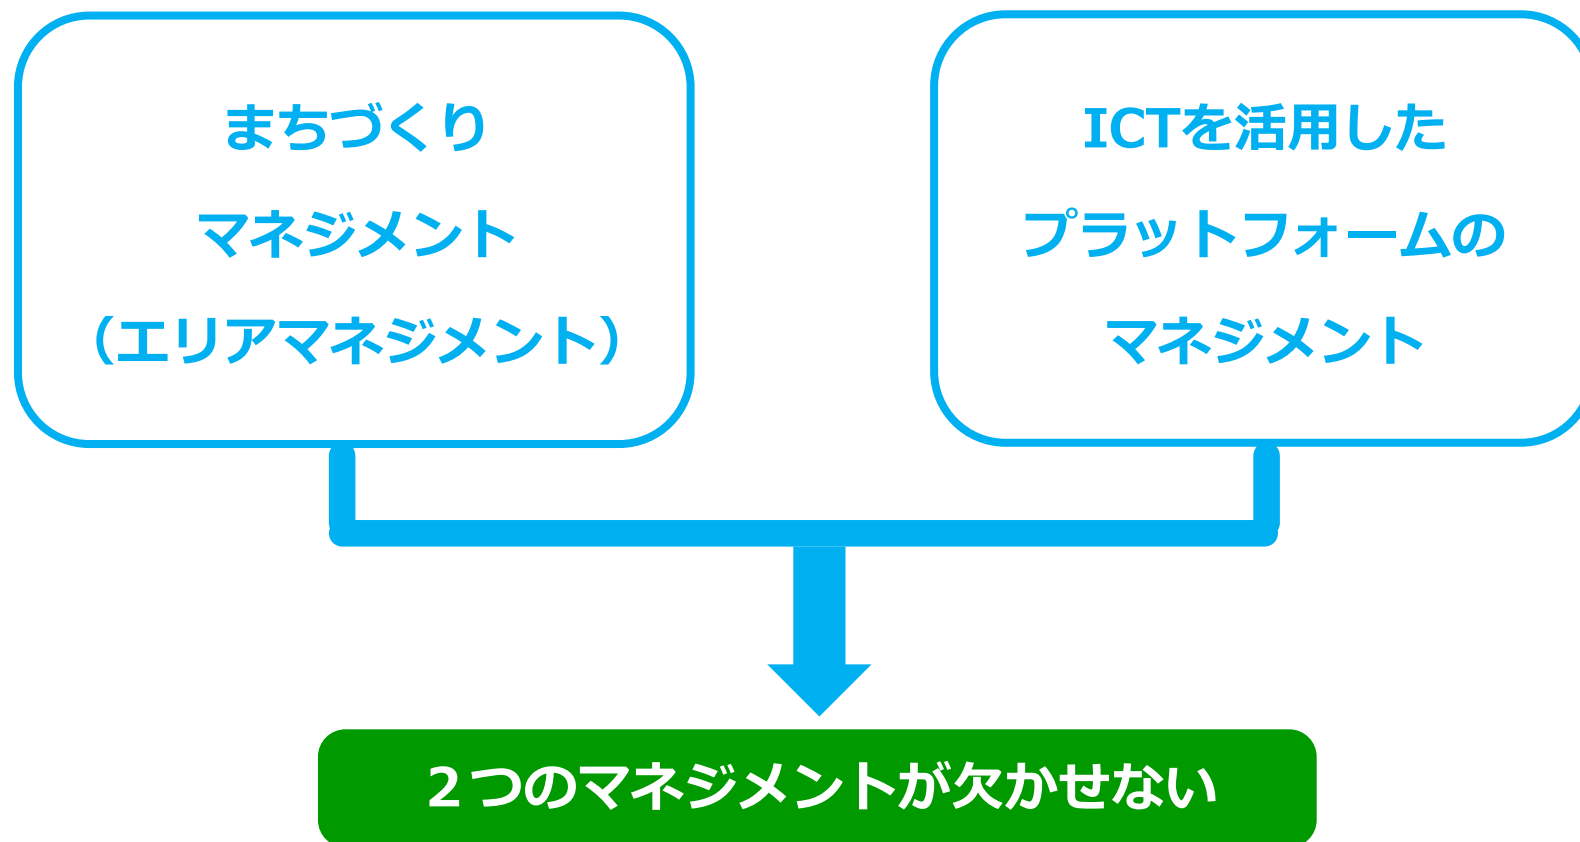 まちづくり
マネジメント
（エリアマネジメント）
ICTを活用した
プラットフォームの
マネジメント
２つのマネジメントが欠かせない